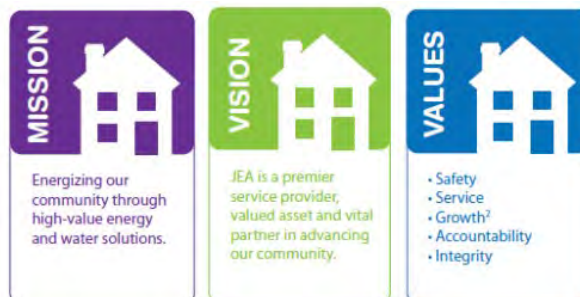 MISSION
Energizing our
community through
high-value energy
and water solutions.
VISION
JEA is a premier
service provider,
valued asset and vital
partner in advancing
our community.
VALUES
• Safety
• Service
• Growth²
• Accountability
• Integrity